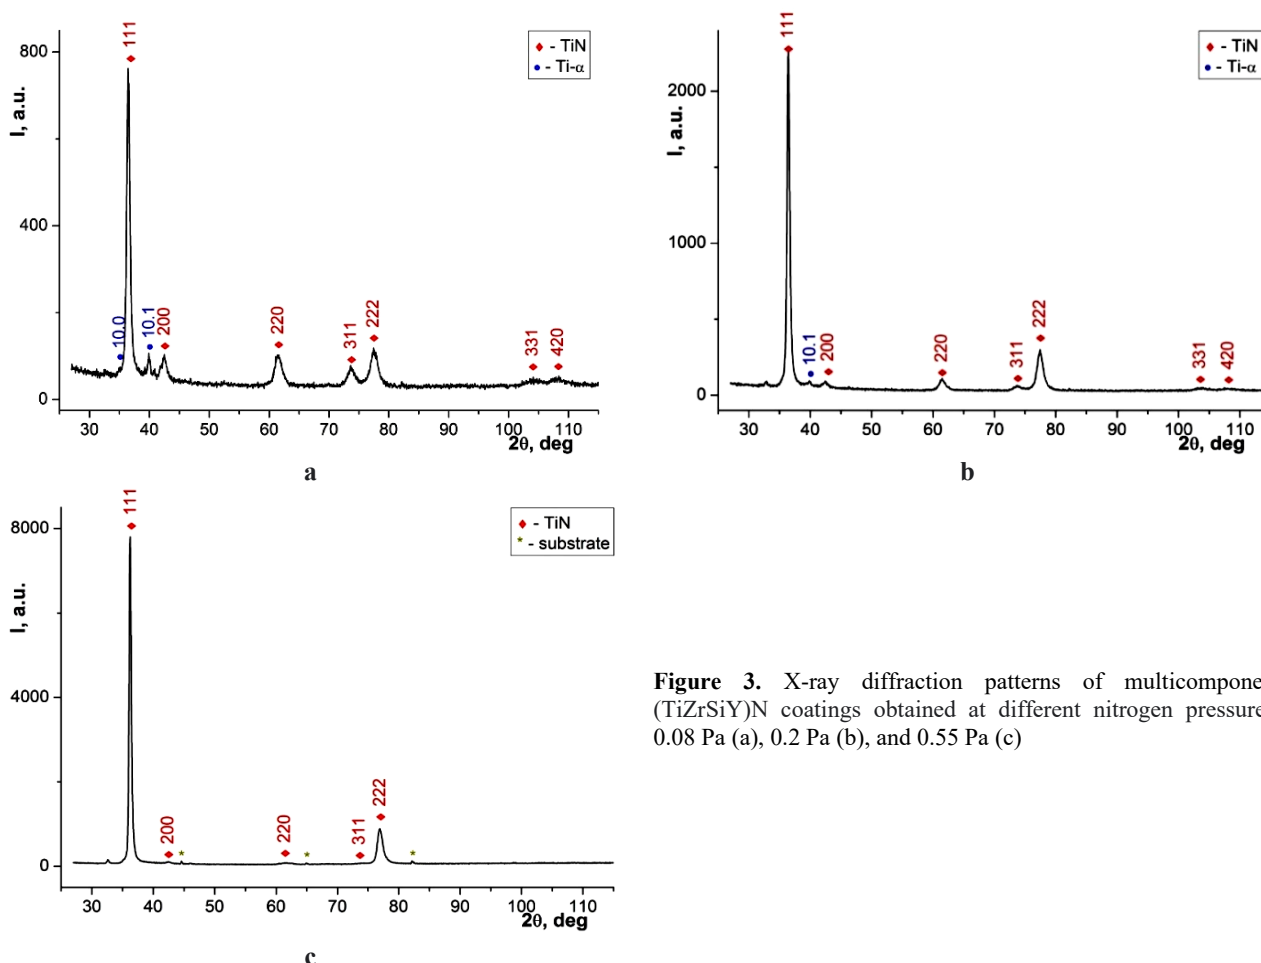 111
800
400
0
I, a.u.
♦ - TiN
• - Ti-α
10.0
10.1
200
220
311
222
331
420
30 40 50 60 70 80 90 100 110
2θ, deg
a
111
2000
1000
0
I, a.u.
♦ - TiN
• - Ti-α
10.1
200
220
311
222
331
420
30 40 50 60 70 80 90 100 110
2θ, deg
b
111
8000
4000
0
I, a.u.
♦ - TiN
* - substrate
200
*
220
*
311
222
*
30 40 50 60 70 80 90 100 110
2θ, deg
c
Figure 3. X-ray diffraction patterns of multicompone
(TiZrSiY)N coatings obtained at different nitrogen pressure
0.08 Pa (a), 0.2 Pa (b), and 0.55 Pa (c)